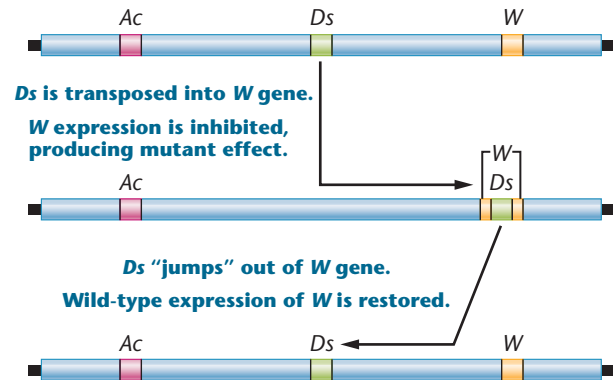 Ac Ds W
Ds is transposed into W gene.
W expression is inhibited,
producing mutant effect.
W
Ac Ds
Ds “jumps” out of W gene.
Wild-type expression of W is restored.
Ac Ds W